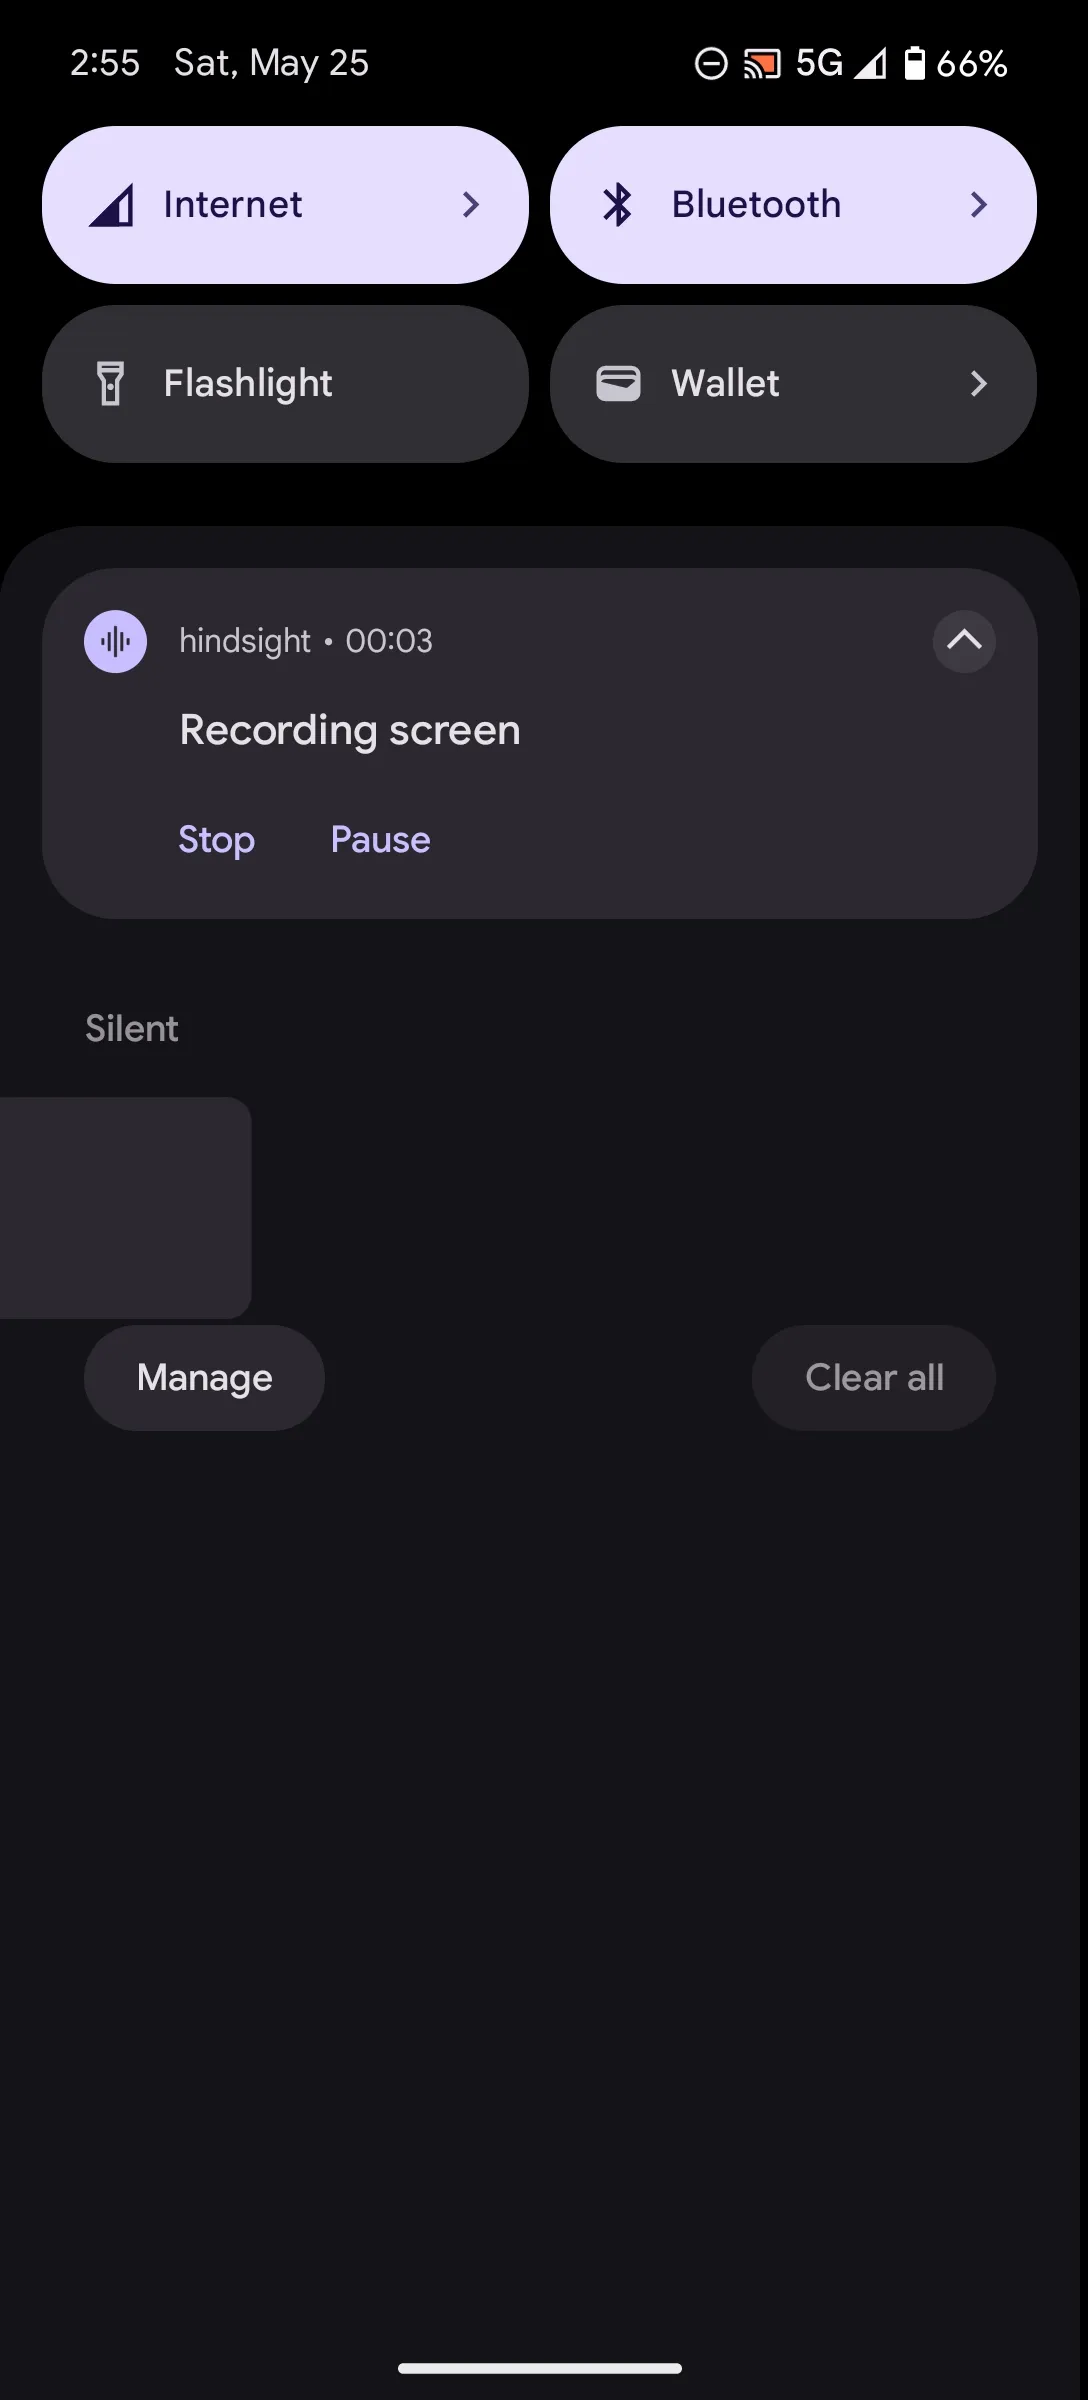 2:55 Sat, May 25 5G 66%
Internet Bluetooth
Flashlight Wallet
hindsight • 00:03
Recording screen
Stop Pause
Silent
Manage Clear all